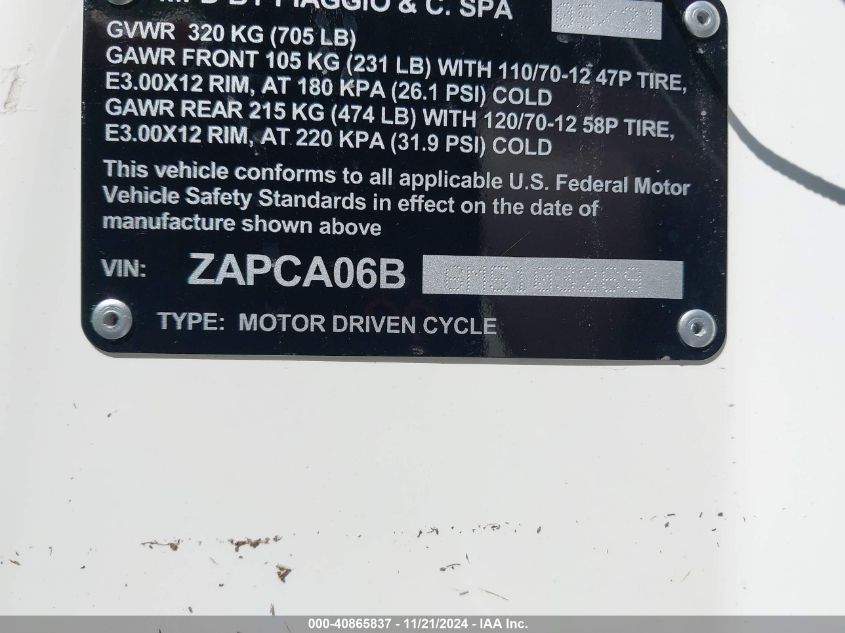 MFD BY PIAGGIO & C. SPA
GVWR 320 KG (705 LB)
GAWR FRONT 105 KG (231 LB) WITH 110/70-12 47P TIRE,
E3.00X12 RIM, AT 180 KPA (26.1 PSI) COLD
GAWR REAR 215 KG (474 LB) WITH 120/70-12 58P TIRE,
E3.00X12 RIM, AT 220 KPA (31.9 PSI) COLD
This vehicle conforms to all applicable U.S. Federal Motor
Vehicle Safety Standards in effect on the date of
manufacture shown above
VIN: ZAPCA06B
TYPE: MOTOR DRIVEN CYCLE
000-40865837 - 11/21/2024 - IAA Inc.